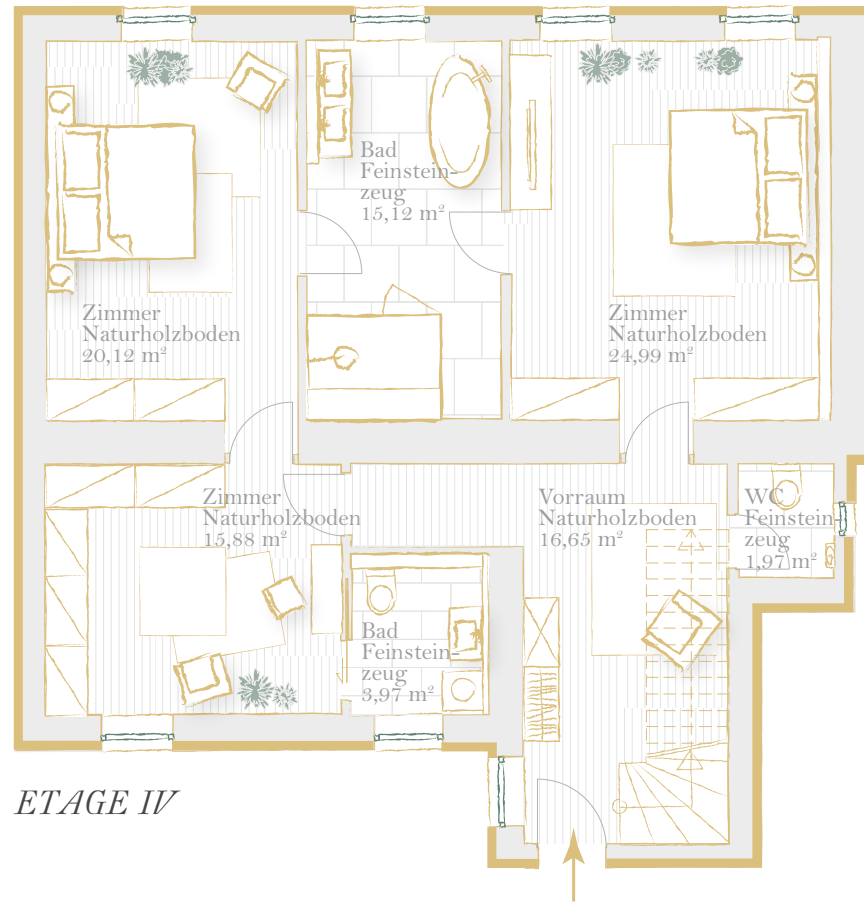 Bad
Feinstein-
zeug
15,12 m²
Zimmer
Naturholzboden
20,12 m²
Zimmer
Naturholzboden
24,99 m²
Zimmer
Naturholzboden
15,88 m²
Vorraum
Naturholzboden
16,65 m²
WC
Feinstein-
zeug
1,97 m²
Bad
Feinstein-
zeug
3,97 m²
ETAGE IV